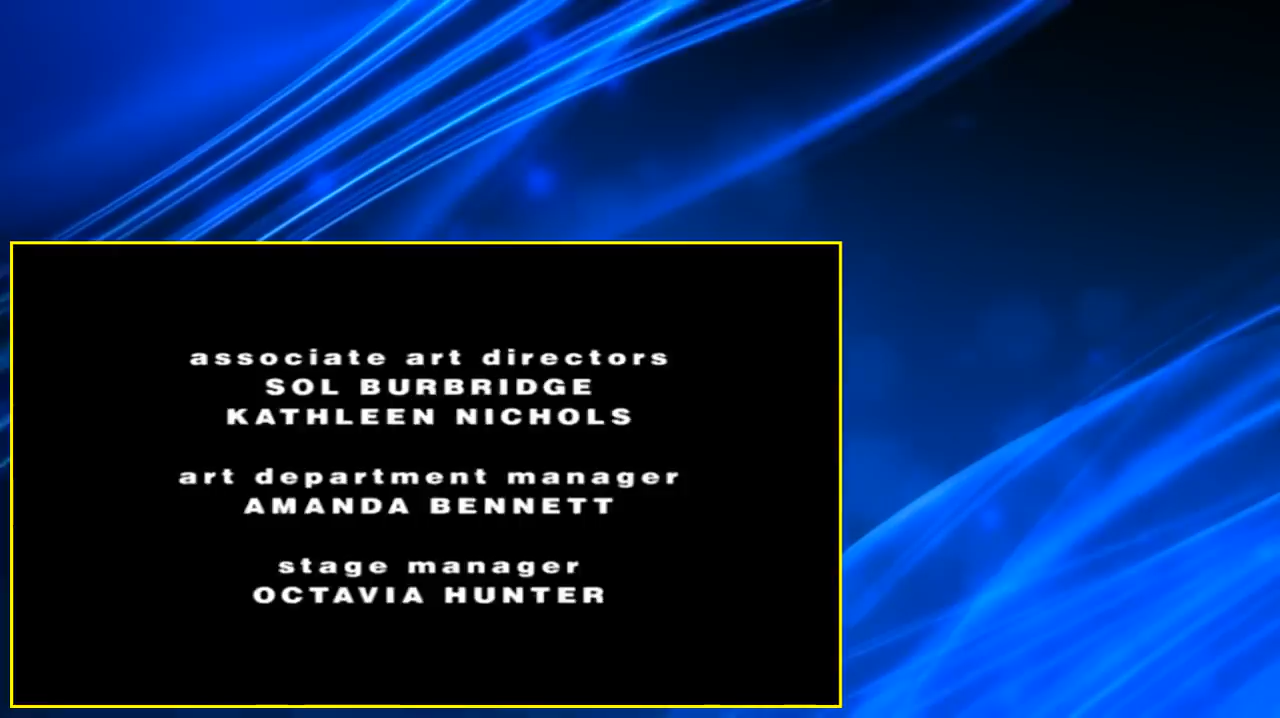 associate art directors
SOL BURBRIDGE
KATHLEEN NICHOLS
art department manager
AMANDA BENNETT
stage manager
OCTAVIA HUNTER